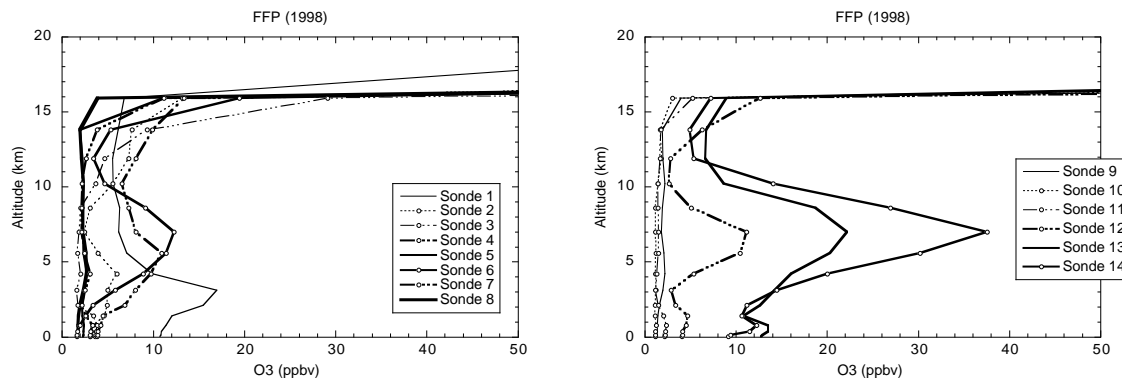 FFP (1998)
20
15
10
5
0
Altitude (km)
0 10 20 30 40 50
O3 (ppbv)
Sonde 1
Sonde 2
Sonde 3
Sonde 4
Sonde 5
Sonde 6
Sonde 7
Sonde 8
FFP (1998)
20
15
10
5
0
Altitude (km)
0 10 20 30 40 50
O3 (ppbv)
Sonde 9
Sonde 10
Sonde 11
Sonde 12
Sonde 13
Sonde 14